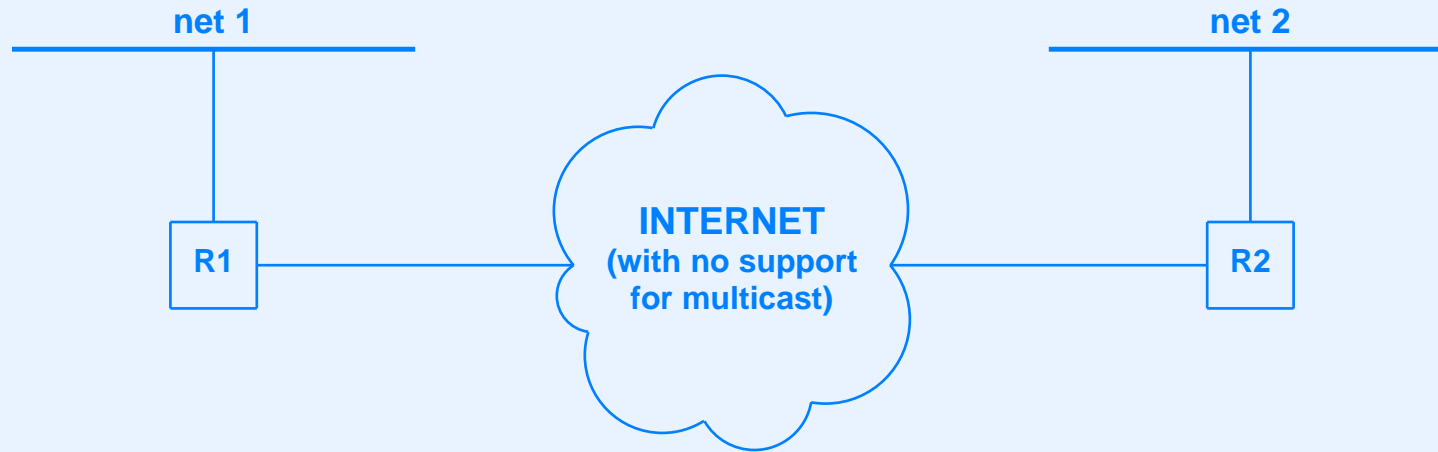 net 1
net 2
INTERNET
(with no support
for multicast)
R1
R2